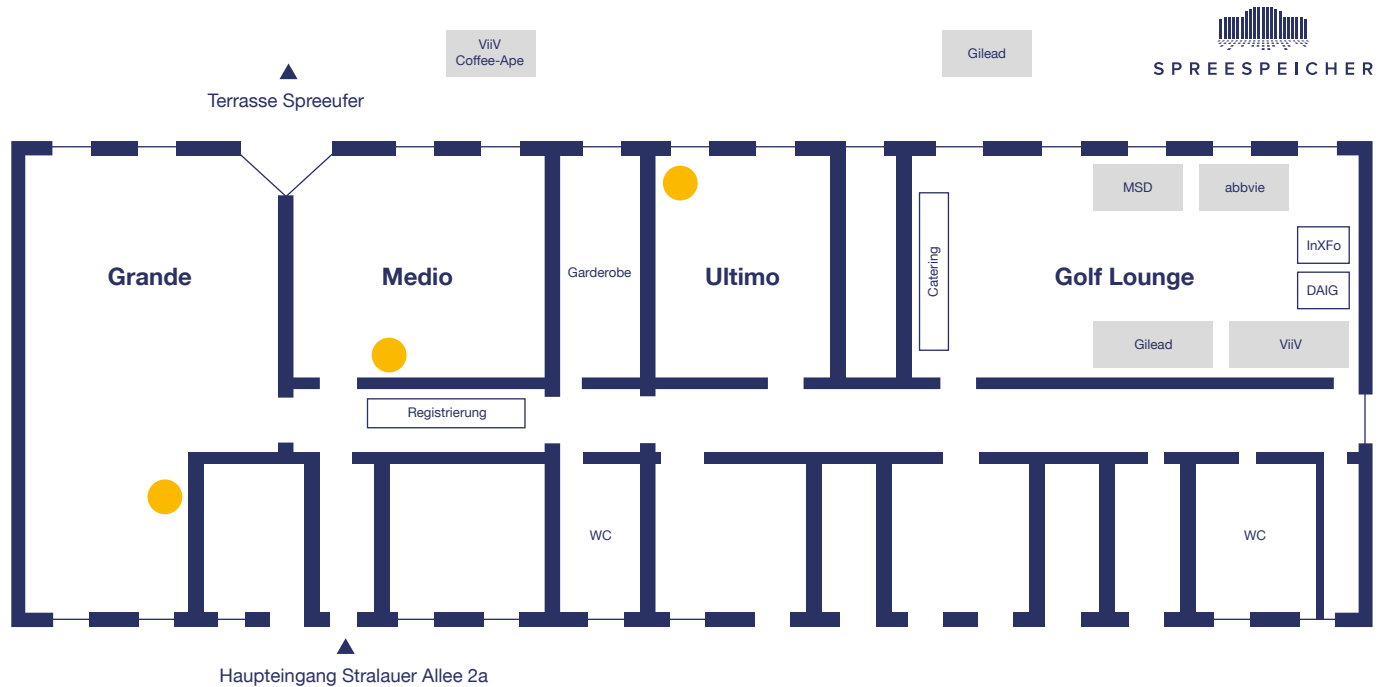 ViiV
Coffee-Ape
Gilead
SPREESPEICHER
Terrasse Spreeufer
MSD
abbvie
Grande
Medio
Garderobe
Ultimo
Catering
Golf Lounge
InXFo
DAIG
Gilead
ViiV
Registrierung
WC
WC
Haupteingang Stralauer Allee 2a